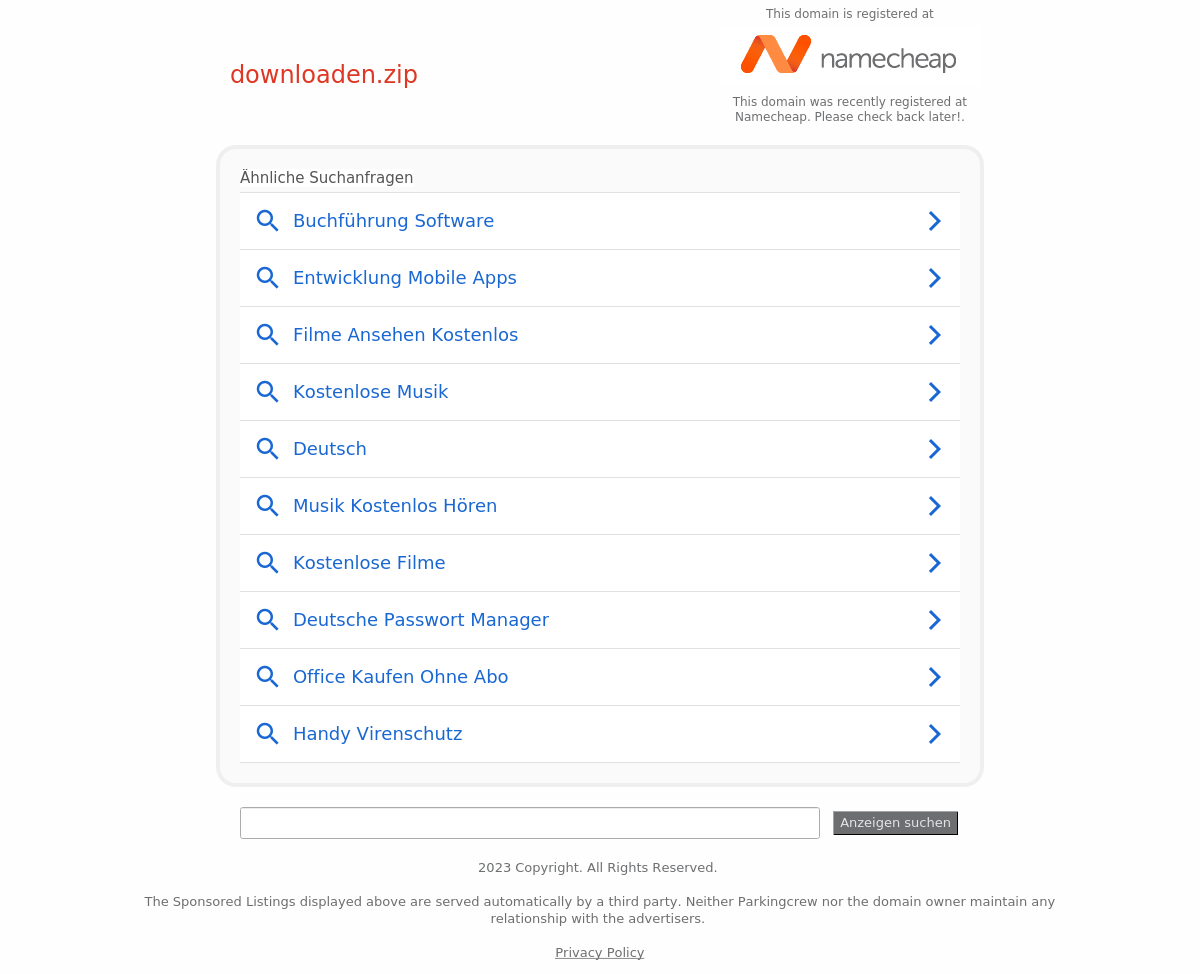 This domain is registered at
namecheap
downloaden.zip
This domain was recently registered at
Namecheap. Please check back later!.
Ähnliche Suchanfragen
Buchführung Software
Entwicklung Mobile Apps
Filme Ansehen Kostenlos
Kostenlose Musik
Deutsch
Musik Kostenlos Hören
Kostenlose Filme
Deutsche Passwort Manager
Office Kaufen Ohne Abo
Handy Virenschutz
Anzeigen suchen
2023 Copyright. All Rights Reserved.
The Sponsored Listings displayed above are served automatically by a third party. Neither Parkingcrew nor the domain owner maintain any
relationship with the advertisers.
Privacy Policy